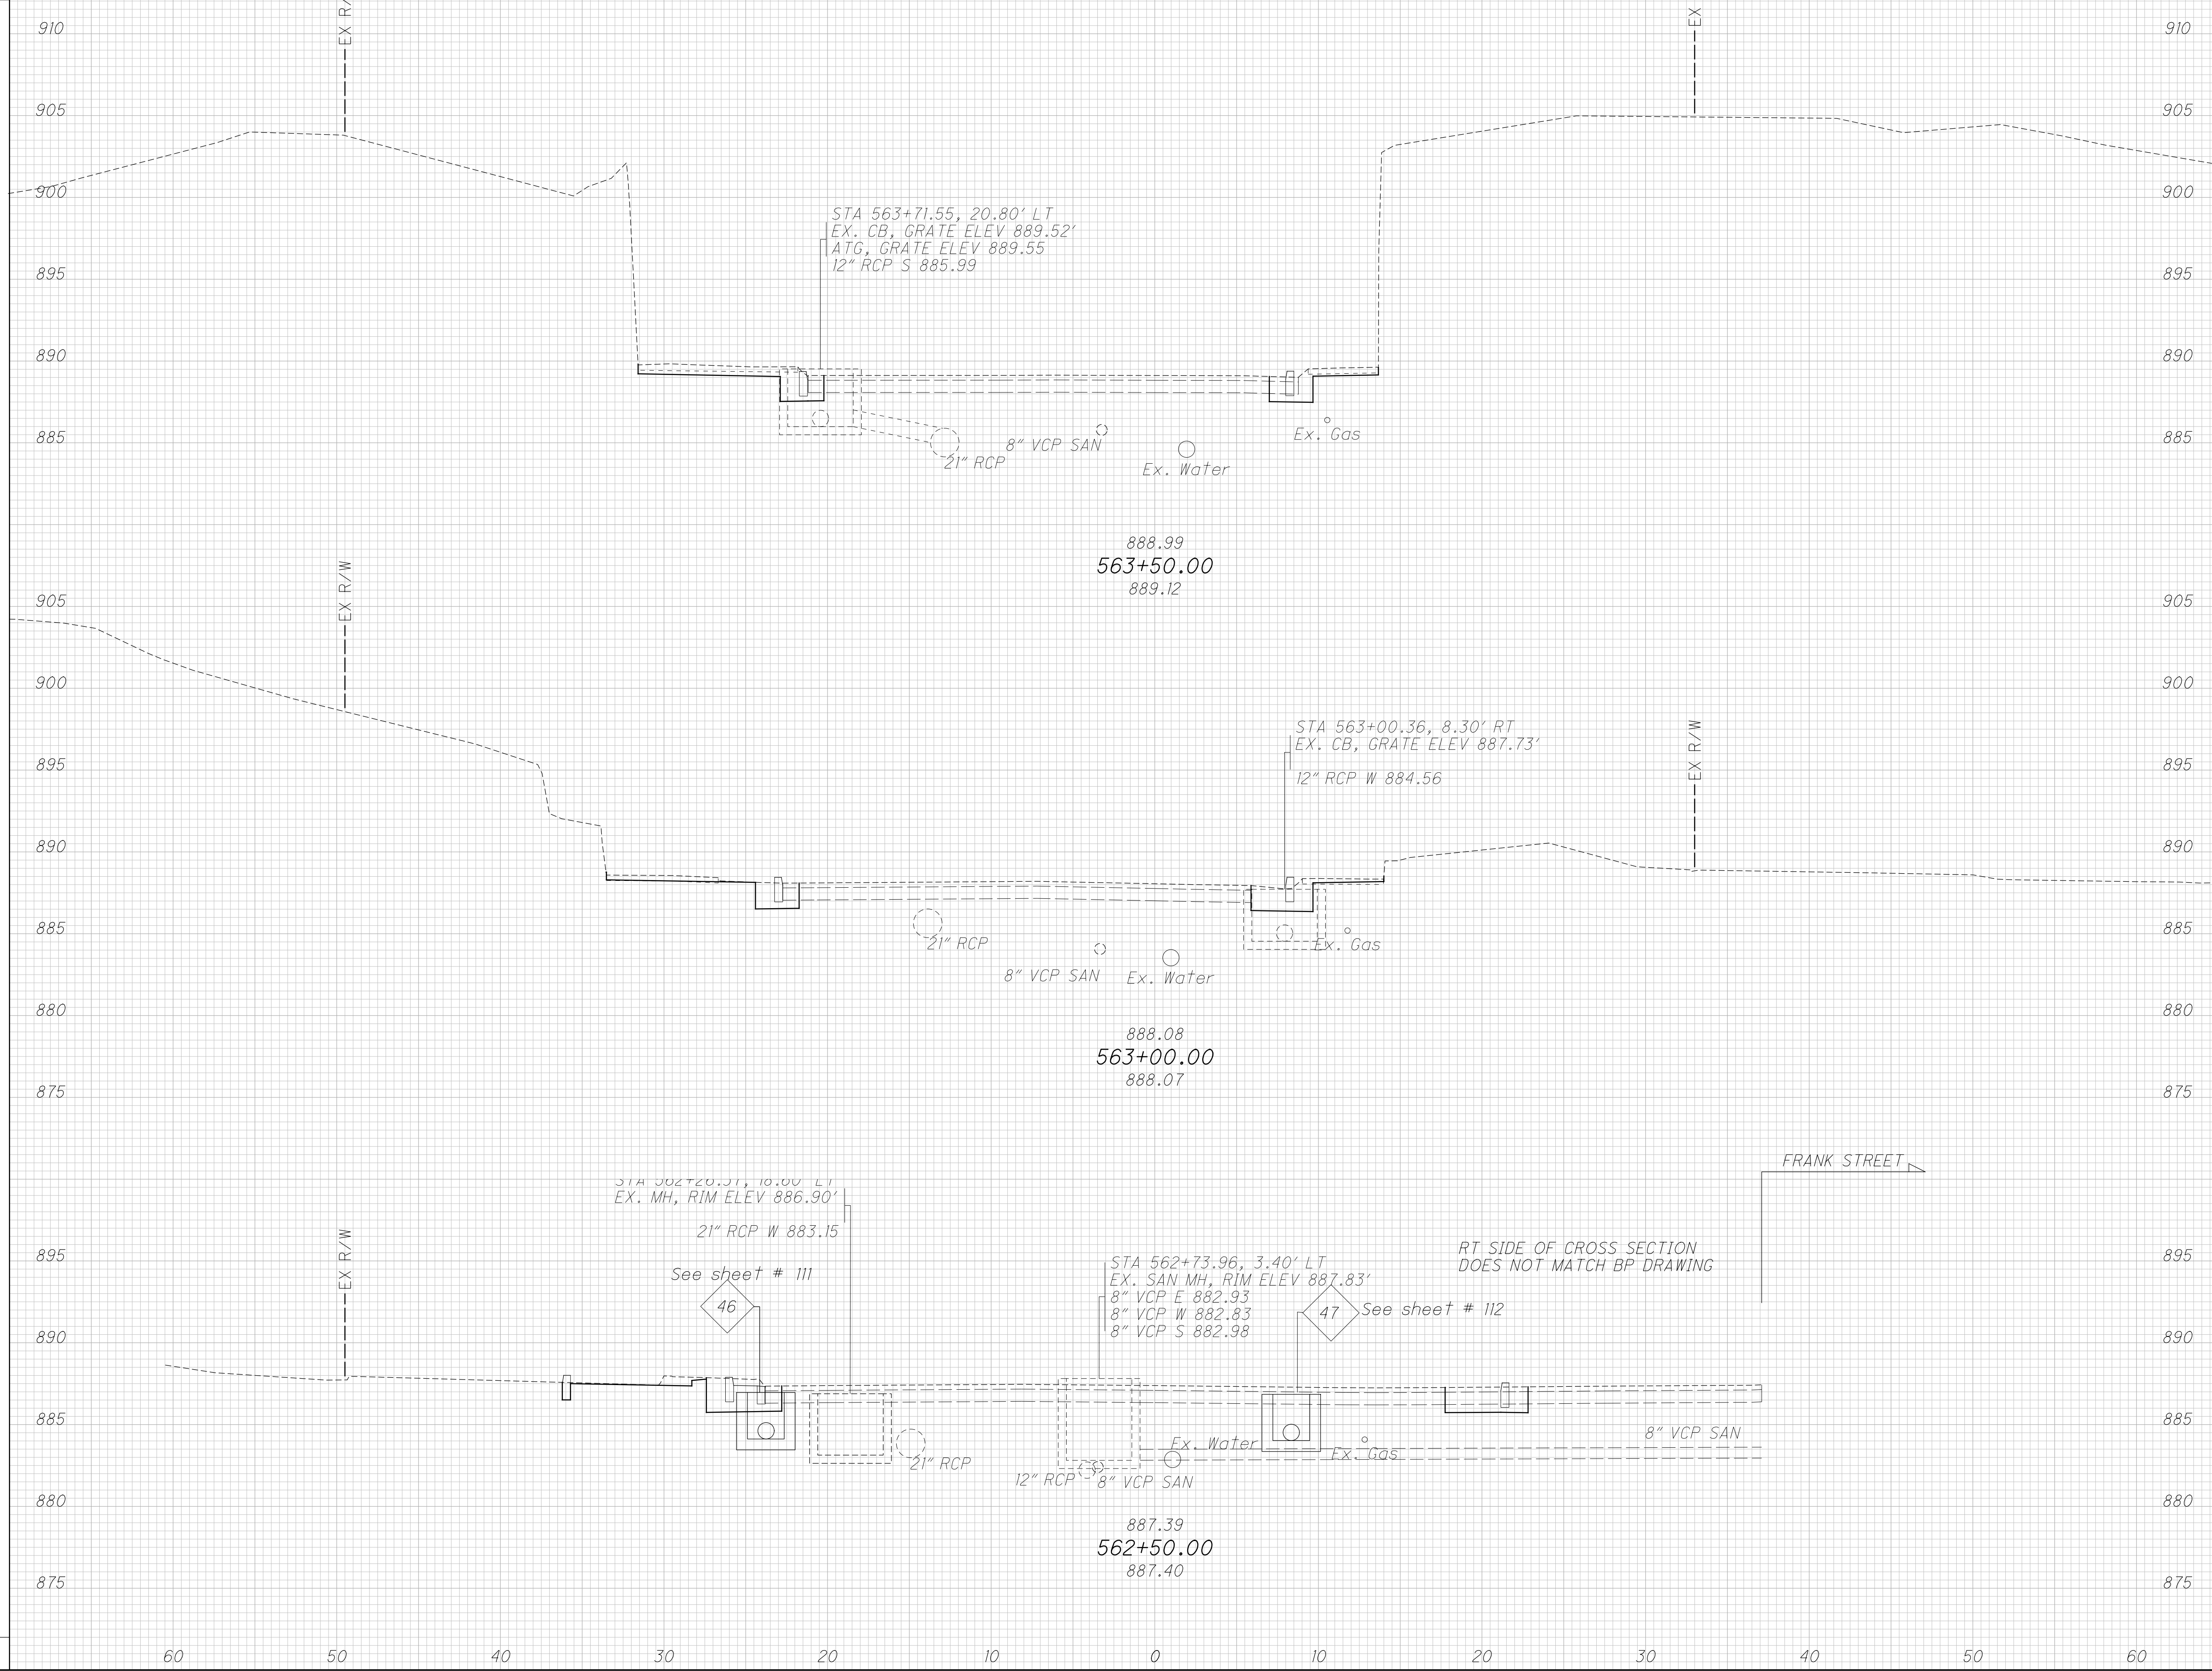 EX R/
EX
910
910
905
905
900
900
STA 563+71.55, 20.80' LT
EX. CB, GRATE ELEV 889.52'
ATG, GRATE ELEV 889.55
12" RCP S 885.99
895
895
890
890
885
885
8" VCP SAN
Ex. Gas
21" RCP
Ex. Water
888.99
563+50.00
889.12
EX R/W
905
905
900
900
STA 563+00.36, 8.30' RT
EX. CB, GRATE ELEV 887.73'
12" RCP W 884.56
EX R/W
895
895
890
890
885
885
21" RCP
Ex. Gas
8" VCP SAN
Ex. Water
880
880
888.08
563+00.00
888.07
875
875
FRANK STREET
EX. MH, RIM ELEV 886.90'
21" RCP W 883.15
EX R/W
895
895
RT SIDE OF CROSS SECTION
DOES NOT MATCH BP DRAWING
See sheet # 111
46
STA 562+73.96, 3.40' LT
EX. SAN MH, RIM ELEV 887.83'
8" VCP E 882.93
8" VCP W 882.83
8" VCP S 882.98
47
See sheet # 112
890
890
885
885
8" VCP SAN
Ex. Water
Ex. Gas
21" RCP
12" RCP
8" VCP SAN
880
880
887.39
562+50.00
887.40
875
875
60
50
40
30
20
10
0
10
20
30
40
50
60